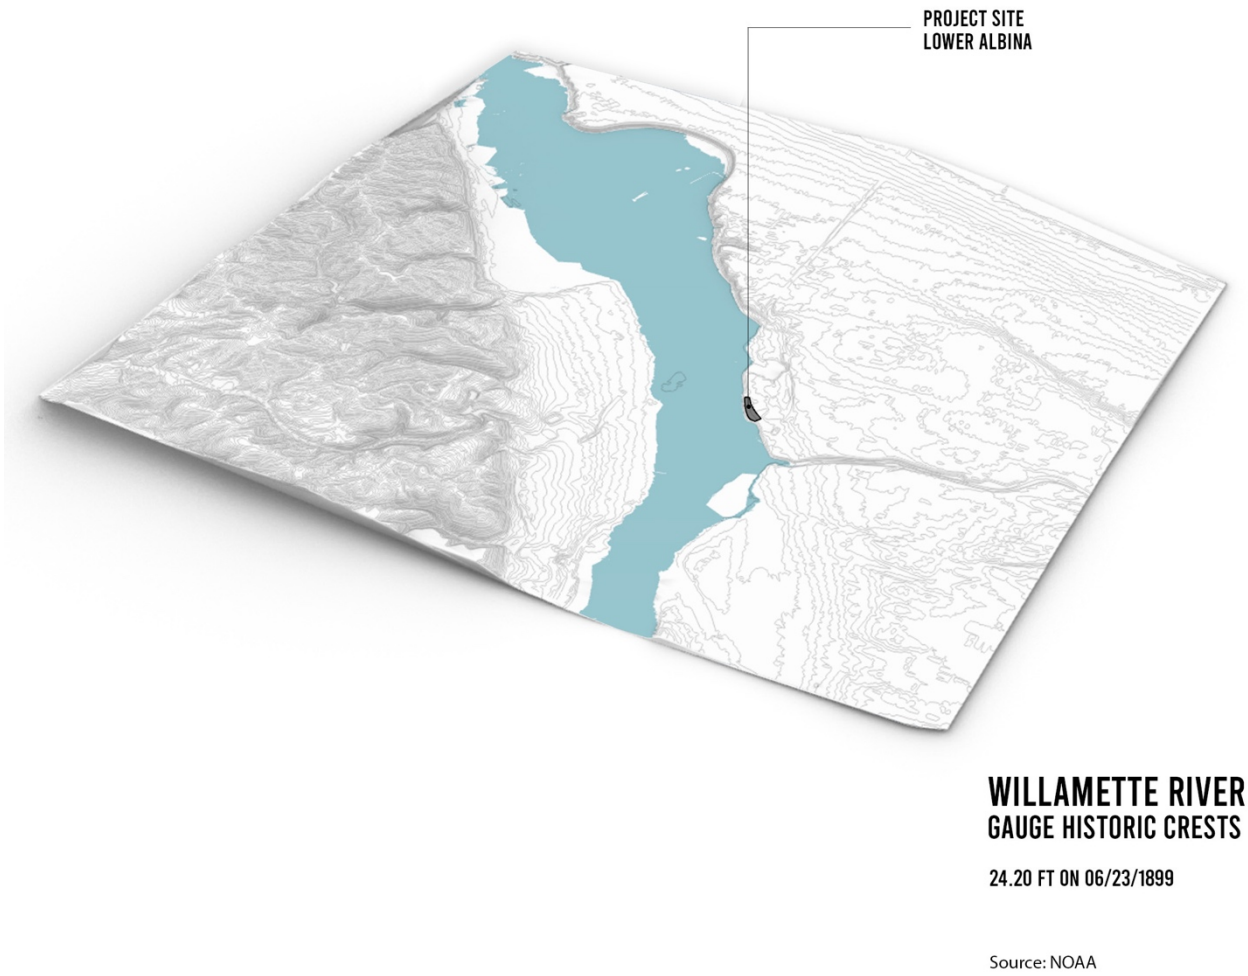 PROJECT SITE
LOWER ALBINA
WILLAMETTE RIVER
GAUGE HISTORIC CRESTS
24.20 FT ON 06/23/1899
Source: NOAA